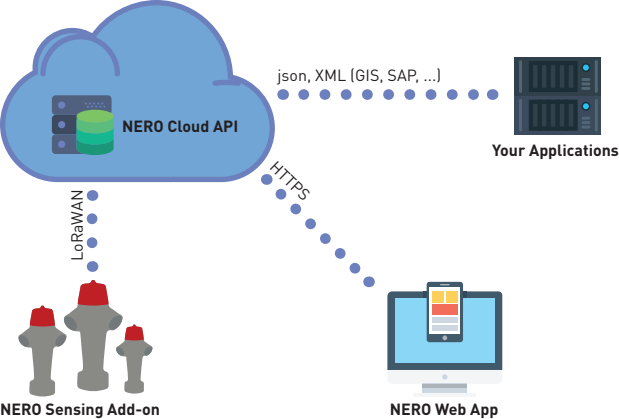 json, XML (GIS, SAP, ...)
NERO Cloud API
Your Applications
HTTPS
LoRaWAN
NERO Sensing Add-on
NERO Web App